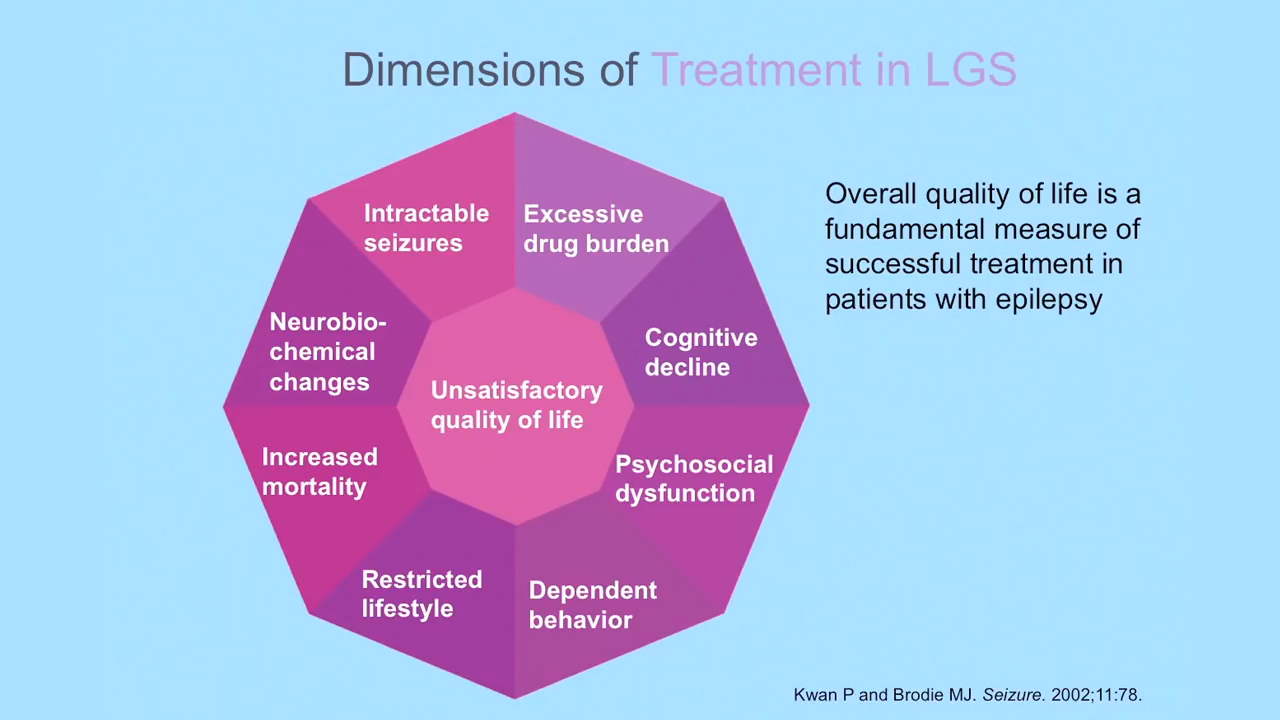 Dimensions of Treatment in LGS
Intractable
seizures
Excessive
drug burden
Cognitive
decline
Psychosocial
dysfunction
Dependent
behavior
Restricted
lifestyle
Increased
mortality
Neurobio-
chemical
changes
Unsatisfactory
quality of life
Overall quality of life is a
fundamental measure of
successful treatment in
patients with epilepsy
Kwan P and Brodie MJ. Seizure. 2002;11:78.